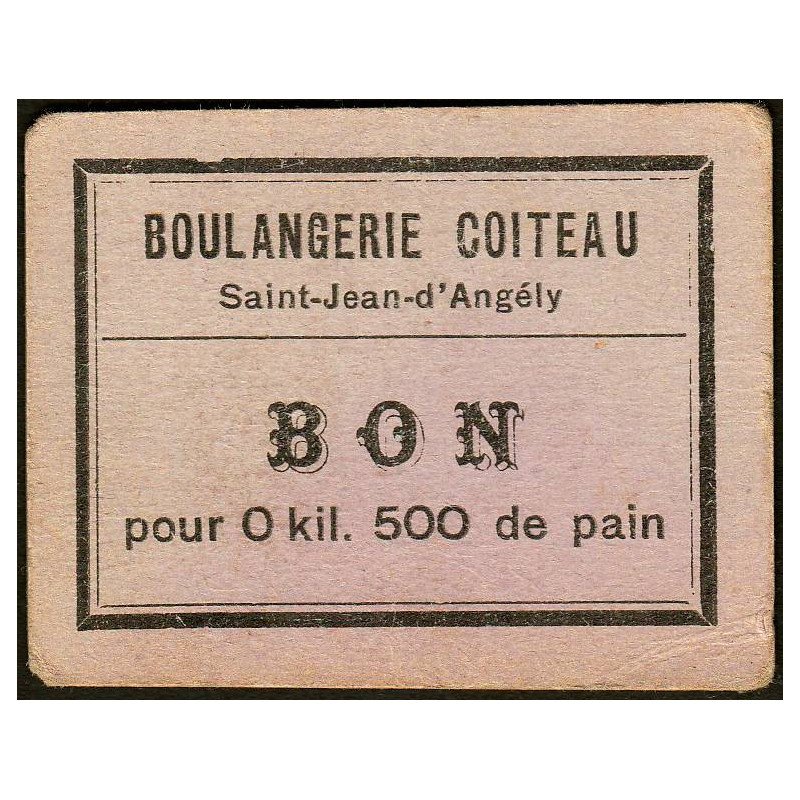 BOULANGERIE COITEAU
Saint-Jean-d'Angély
BON
pour 0 kil. 500 de pain